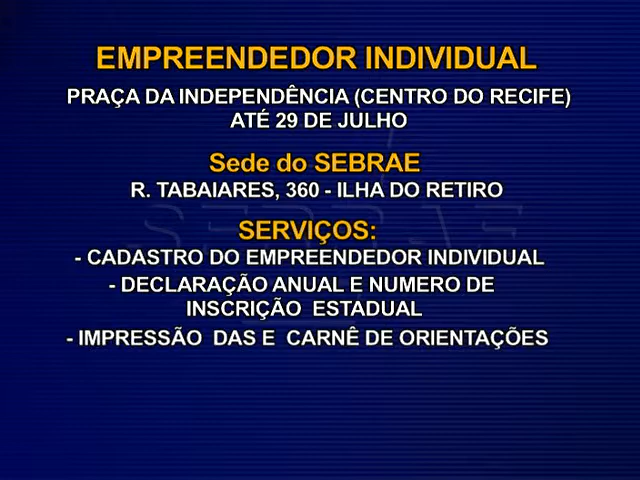 EMPREENDEDOR INDIVIDUAL
PRAÇA DA INDEPENDÊNCIA (CENTRO DO RECIFE)
ATÉ 29 DE JULHO
Sede do SEBRAE
R. TABAIARES, 360 - ILHA DO RETIRO
SEBRAE
SERVIÇOS:
- CADASTRO DO EMPREENDEDOR INDIVIDUAL
- DECLARAÇÃO ANUAL E NUMERO DE
INSCRIÇÃO ESTADUAL
- IMPRESSÃO DAS E CARNÊ DE ORIENTAÇÕES